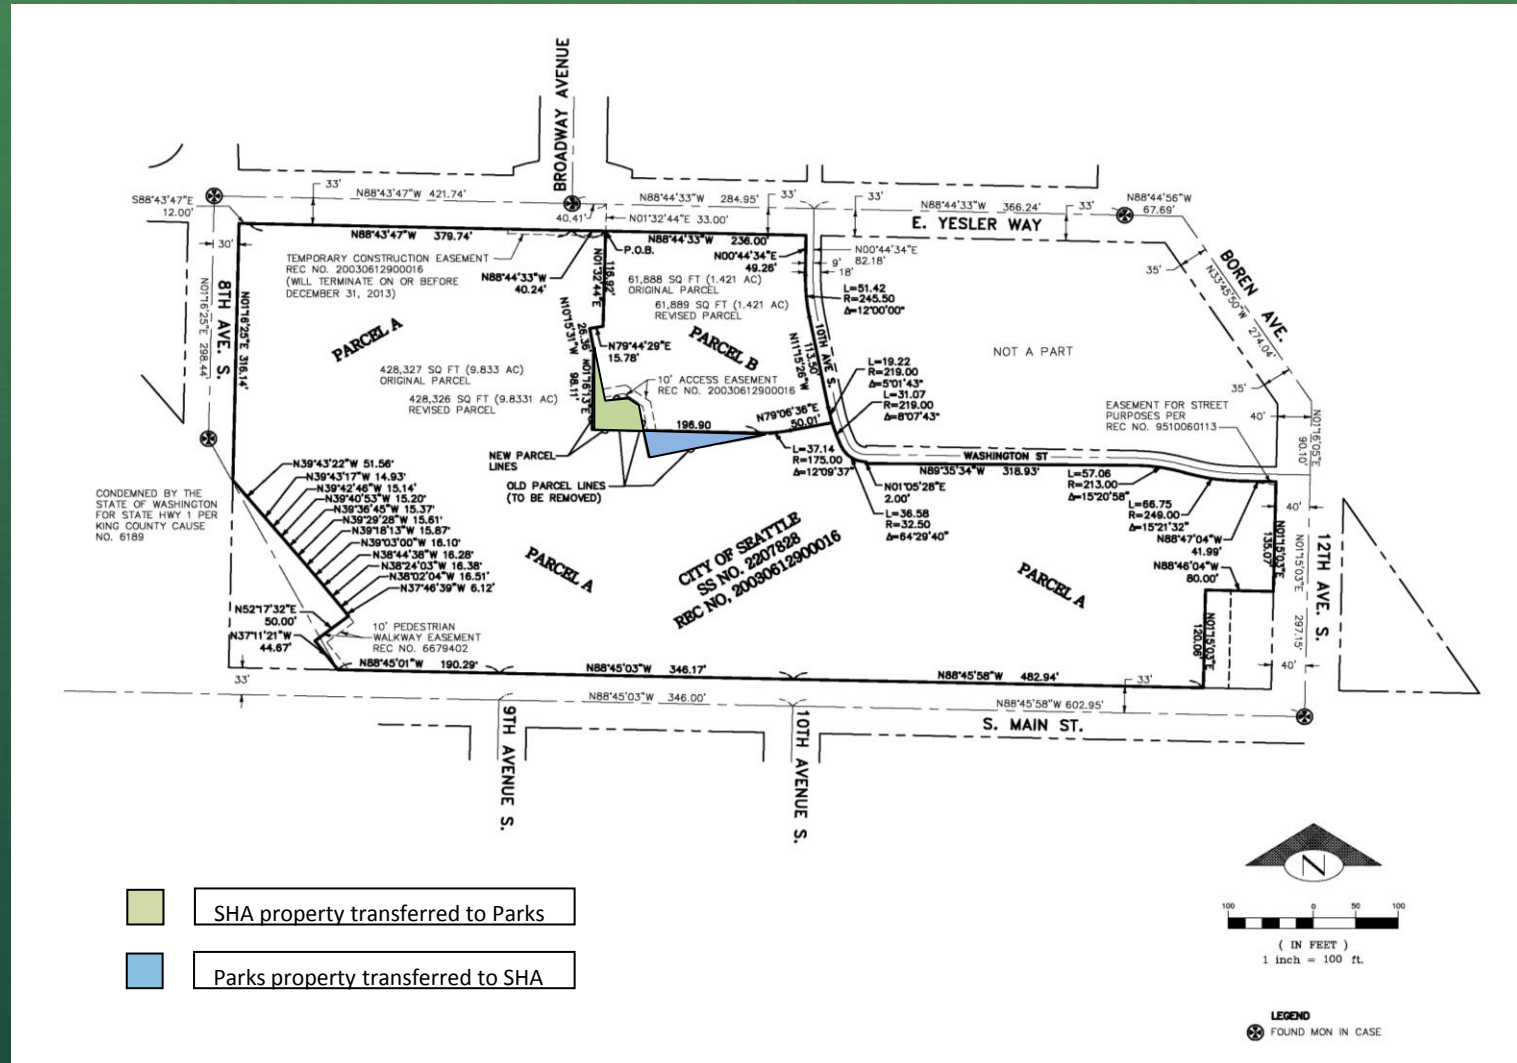 BROADWAY AVENUE
S88°43'47"E
12.00'
N88°43'47"W 421.74'
33'
40.41'
N01°32'44"E 33.00'
N88°44'33"W 284.95'
33'
33'
N88°44'33"W 366.24'
33'
N88°44'56"W
67.69'
E. YESLER WAY
30'
N88°43'47"W 379.74'
P.O.B.
N88°44'33"W 236.00'
N00°44'34"E
49.26'
9'
18'
N00°44'34"E
82.18'
35'
BOREN AVE.
N33°45'50"W 274.04'
35'
TEMPORARY CONSTRUCTION EASEMENT
REC NO. 20030612900016
(WILL TERMINATE ON OR BEFORE
DECEMBER 31, 2013)
N88°44'33"W
40.24'
N01°32'44"E
116.92'
61,888 SQ FT (1.421 AC)
ORIGINAL PARCEL
61,889 SQ FT (1.421 AC)
REVISED PARCEL
L=51.42
R=245.50
Δ=12°00'00"
8TH AVE. S.
N01°16'25"E 298.44'
N01°16'25"E 316.14'
PARCEL A
N10°15'31"W
26.36'
N01°16'13"E
98.11'
N79°44'29"E
15.78'
PARCEL B
10TH AVE S.
N11°15'26"W
113.50'
NOT A PART
428,327 SQ FT (9.833 AC)
ORIGINAL PARCEL
428,326 SQ FT (9.8331 AC)
REVISED PARCEL
10' ACCESS EASEMENT
REC NO. 20030612900016
L=19.22
R=219.00
Δ=5°01'43"
L=31.07
R=219.00
Δ=8°07'43"
N79°06'36"E
50.01'
196.90
EASEMENT FOR STREET
PURPOSES PER
REC NO. 9510060113
40'
N01°16'05"E
90.10'
NEW PARCEL
LINES
OLD PARCEL LINES
(TO BE REMOVED)
L=37.14
R=175.00
Δ=12°09'37"
WASHINGTON ST
N89°35'34"W 318.93'
N01°05'28"E
2.00'
L=36.58
R=32.50
Δ=64°29'40"
L=57.06
R=213.00
Δ=15°20'58"
L=66.75
R=249.00
Δ=15°21'32"
N88°47'04"W
41.99'
40'
N01°15'03"E
135.07'
N88°46'04"W
80.00'
12TH AVE. S.
N01°15'03"E 297.15'
N01°15'03"E
120.06'
40'
CONDEMNED BY THE
STATE OF WASHINGTON
FOR STATE HWY 1 PER
KING COUNTY CAUSE
NO. 6189
N39°43'22"W 51.56'
N39°43'17"W 14.93'
N39°42'46"W 15.14'
N39°40'53"W 15.20'
N39°36'45"W 15.37'
N39°29'28"W 15.61'
N39°18'13"W 15.87'
N39°03'00"W 16.10'
N38°44'38"W 16.28'
N38°24'03"W 16.38'
N38°02'04"W 16.51'
N37°46'39"W 6.12'
PARCEL A
CITY OF SEATTLE
SS NO. 2207828
REC NO, 20030612900016
PARCEL A
N52°17'32"E
50.00'
N37°11'21"W
44.67'
10' PEDESTRIAN
WALKWAY EASEMENT
REC NO. 6679402
N88°45'01"W 190.29'
N88°45'03"W 346.17'
N88°45'58"W 482.94'
33'
33'
N88°45'03"W 346.00'
N88°45'58"W 602.95'
S. MAIN ST.
9TH AVENUE S.
10TH AVENUE S.
SHA property transferred to Parks
Parks property transferred to SHA
N
100 0 50 100
( IN FEET )
1 inch = 100 ft.
LEGEND
FOUND MON IN CASE